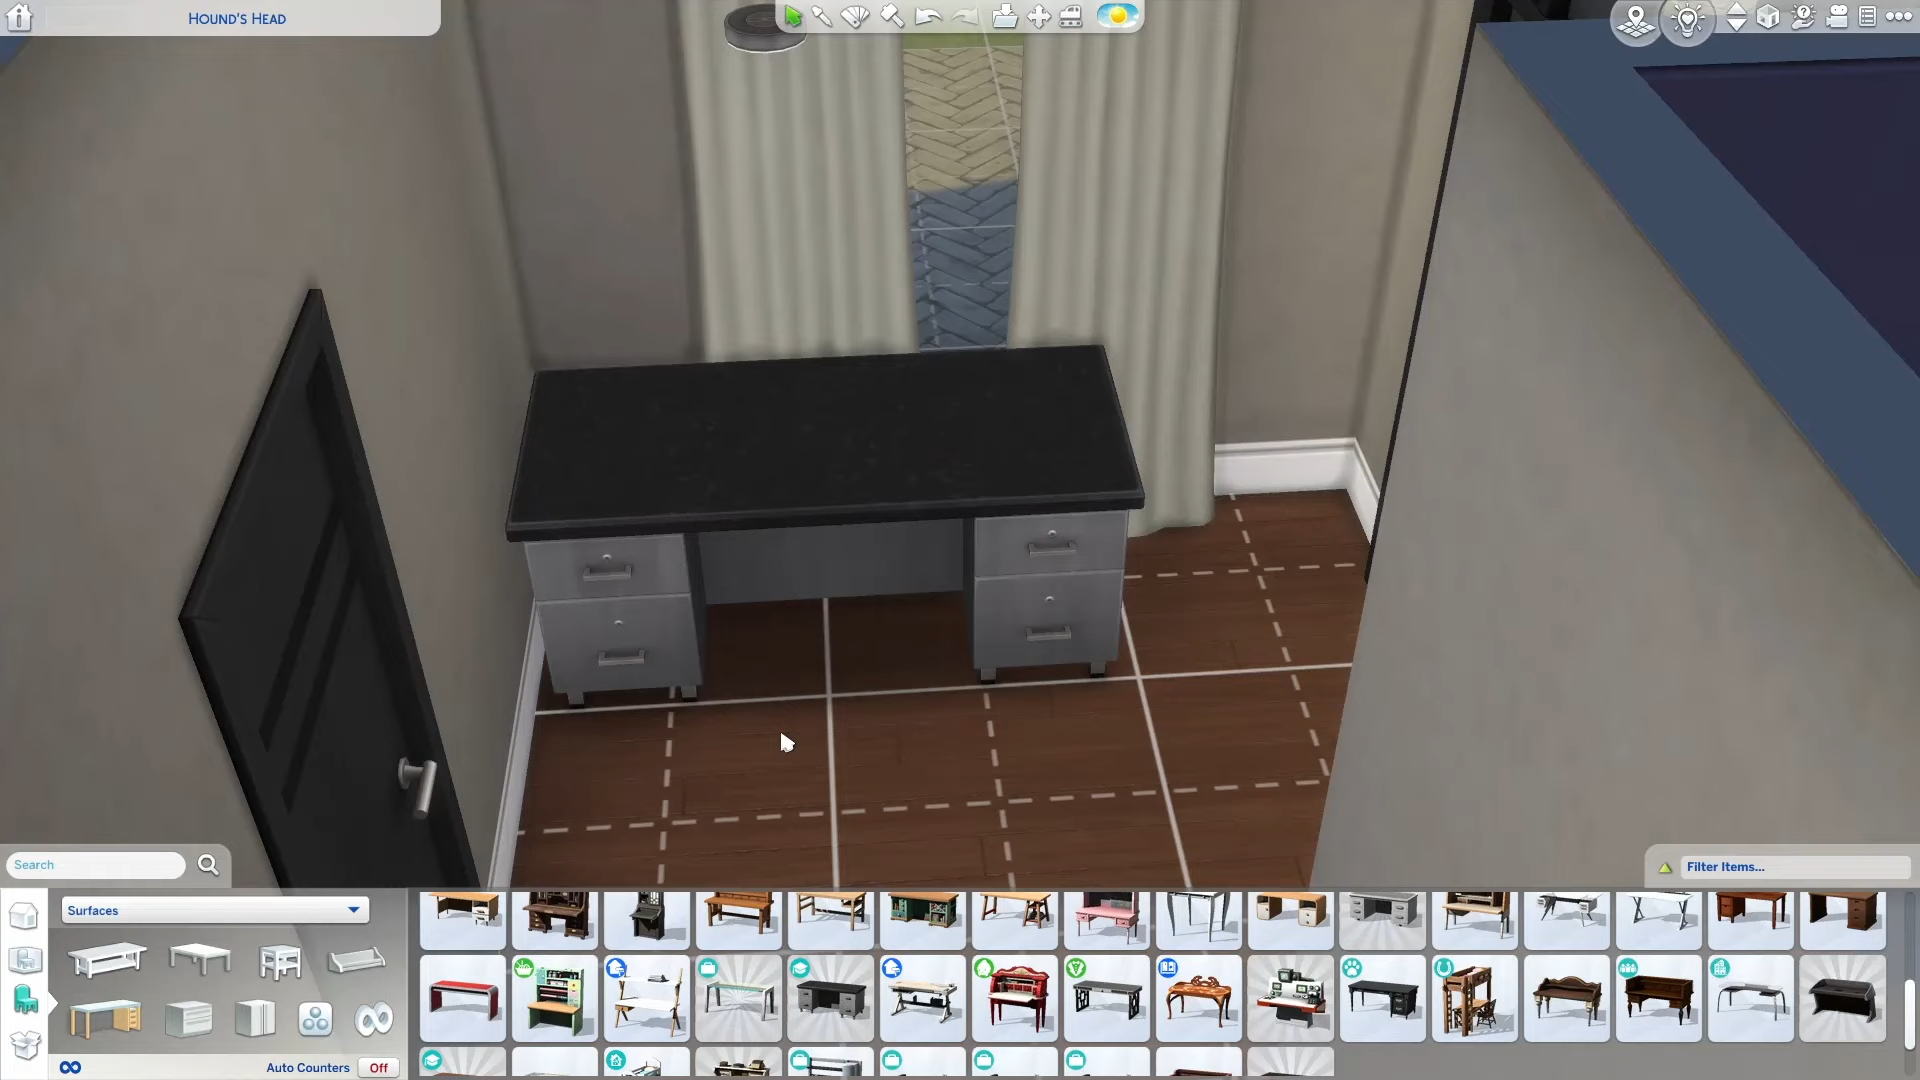 HOUND'S HEAD
Search
Filter Items...
Surfaces
Auto Counters
Off